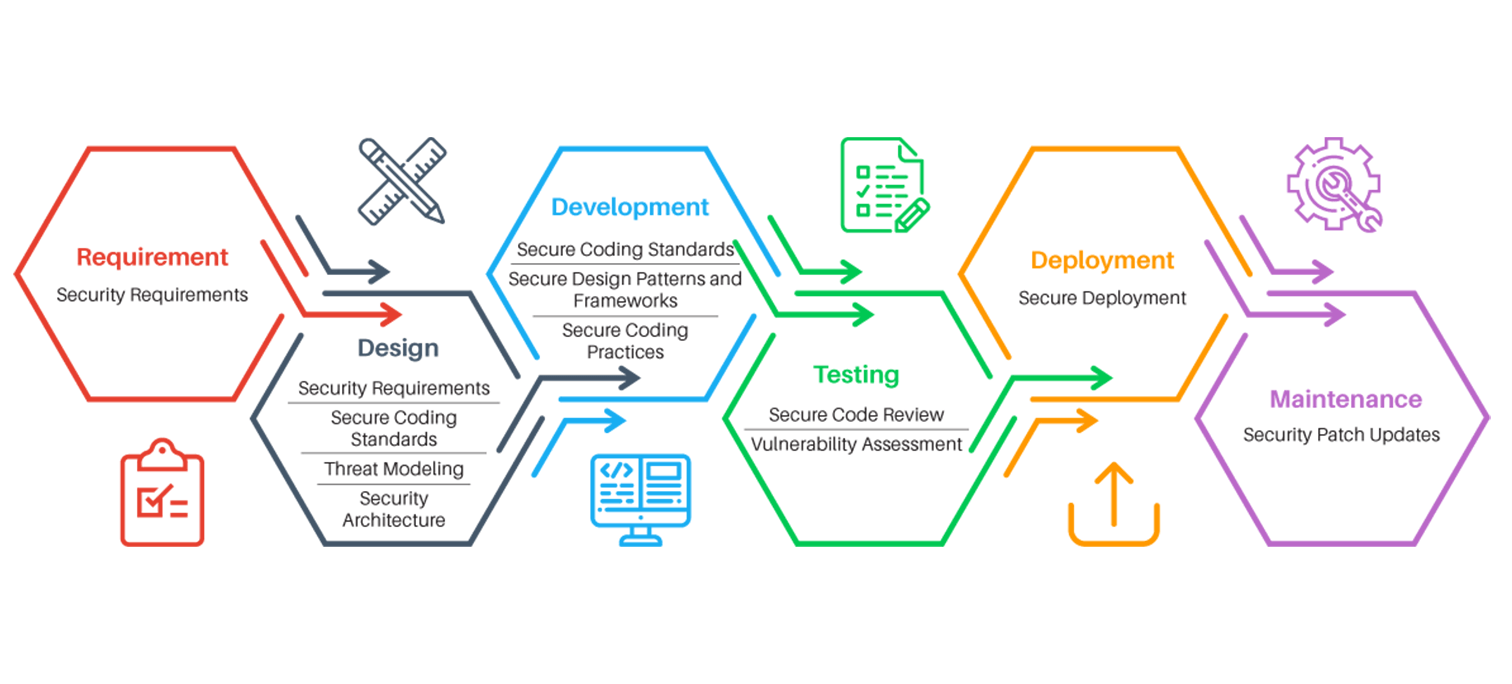 Requirement
Security Requirements
Design
Security Requirements
Secure Coding
Standards
Threat Modeling
Security
Architecture
Development
Secure Coding Standards
Secure Design Patterns and
Frameworks
Secure Coding
Practices
Testing
Secure Code Review
Vulnerability Assessment
Deployment
Secure Deployment
Maintenance
Security Patch Updates